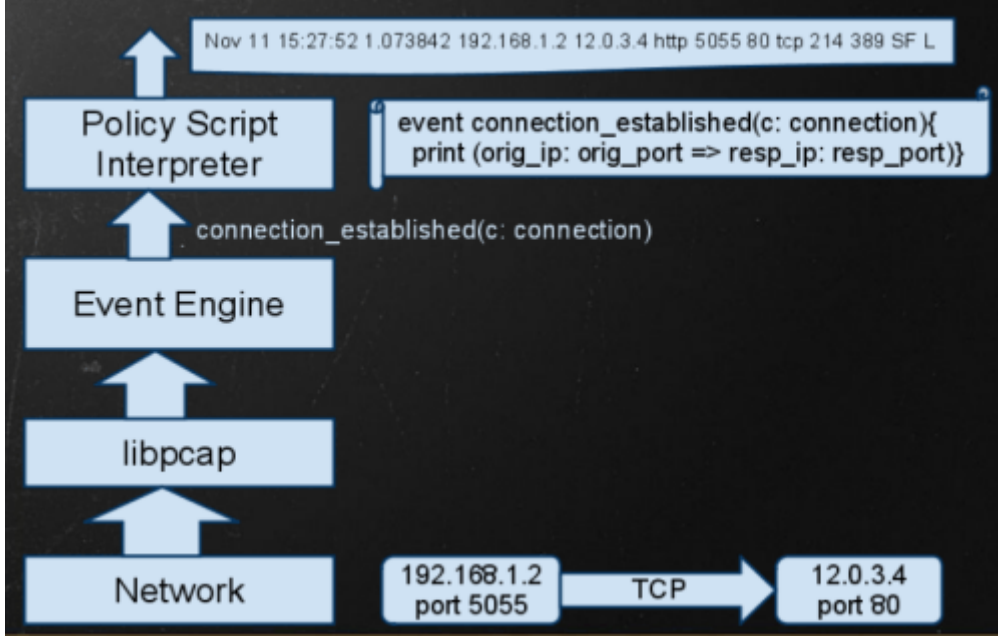 Nov 11 15:27:52 1.073842 192.168.1.2 12.0.3.4 http 5055 80 tcp 214 389 SF L
Policy Script
Interpreter
event connection_established(c: connection){
print (orig_ip: orig_port => resp_ip: resp_port)}
connection_established(c: connection)
Event Engine
libpcap
Network
192.168.1.2
port 5055
TCP
12.0.3.4
port 80